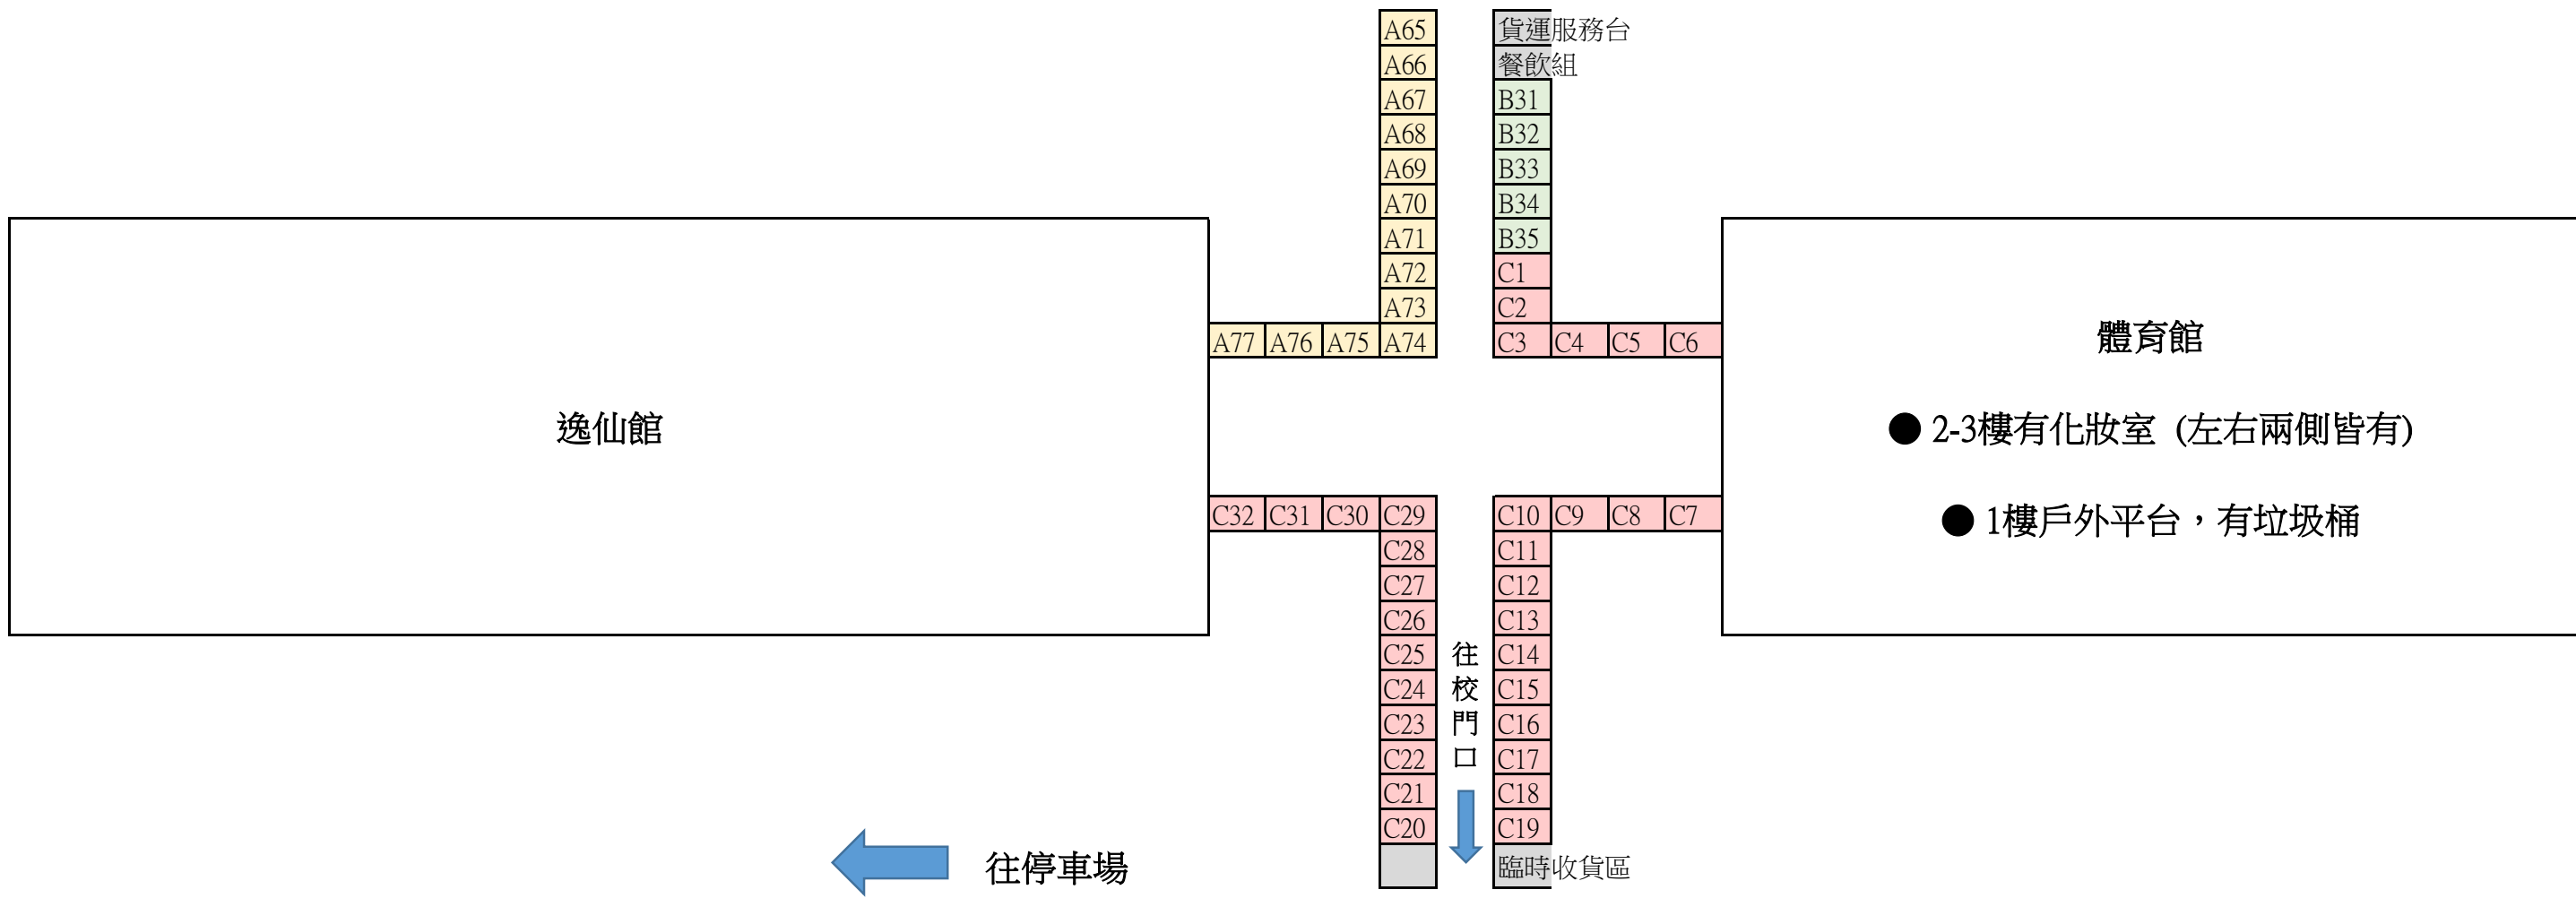 A65 貨運服務台
A66 餐飲組
A67 B31
A68 B32
A69 B33
A70 B34
A71 B35
A72 C1
A73 C2
A77 A76 A75 A74 C3 C4 C5 C6
體育館
逸仙館
● 2-3樓有化妝室 (左右兩側皆有)
● 1樓戶外平台，有垃圾桶
C32 C31 C30 C29 C10 C9 C8 C7
C28 C11
C27 C12
C26 C13
C25 往 C14
C24 校 C15
C23 門 C16
C22 口 C17
C21 C18
C20 C19
往停車場
臨時收貨區